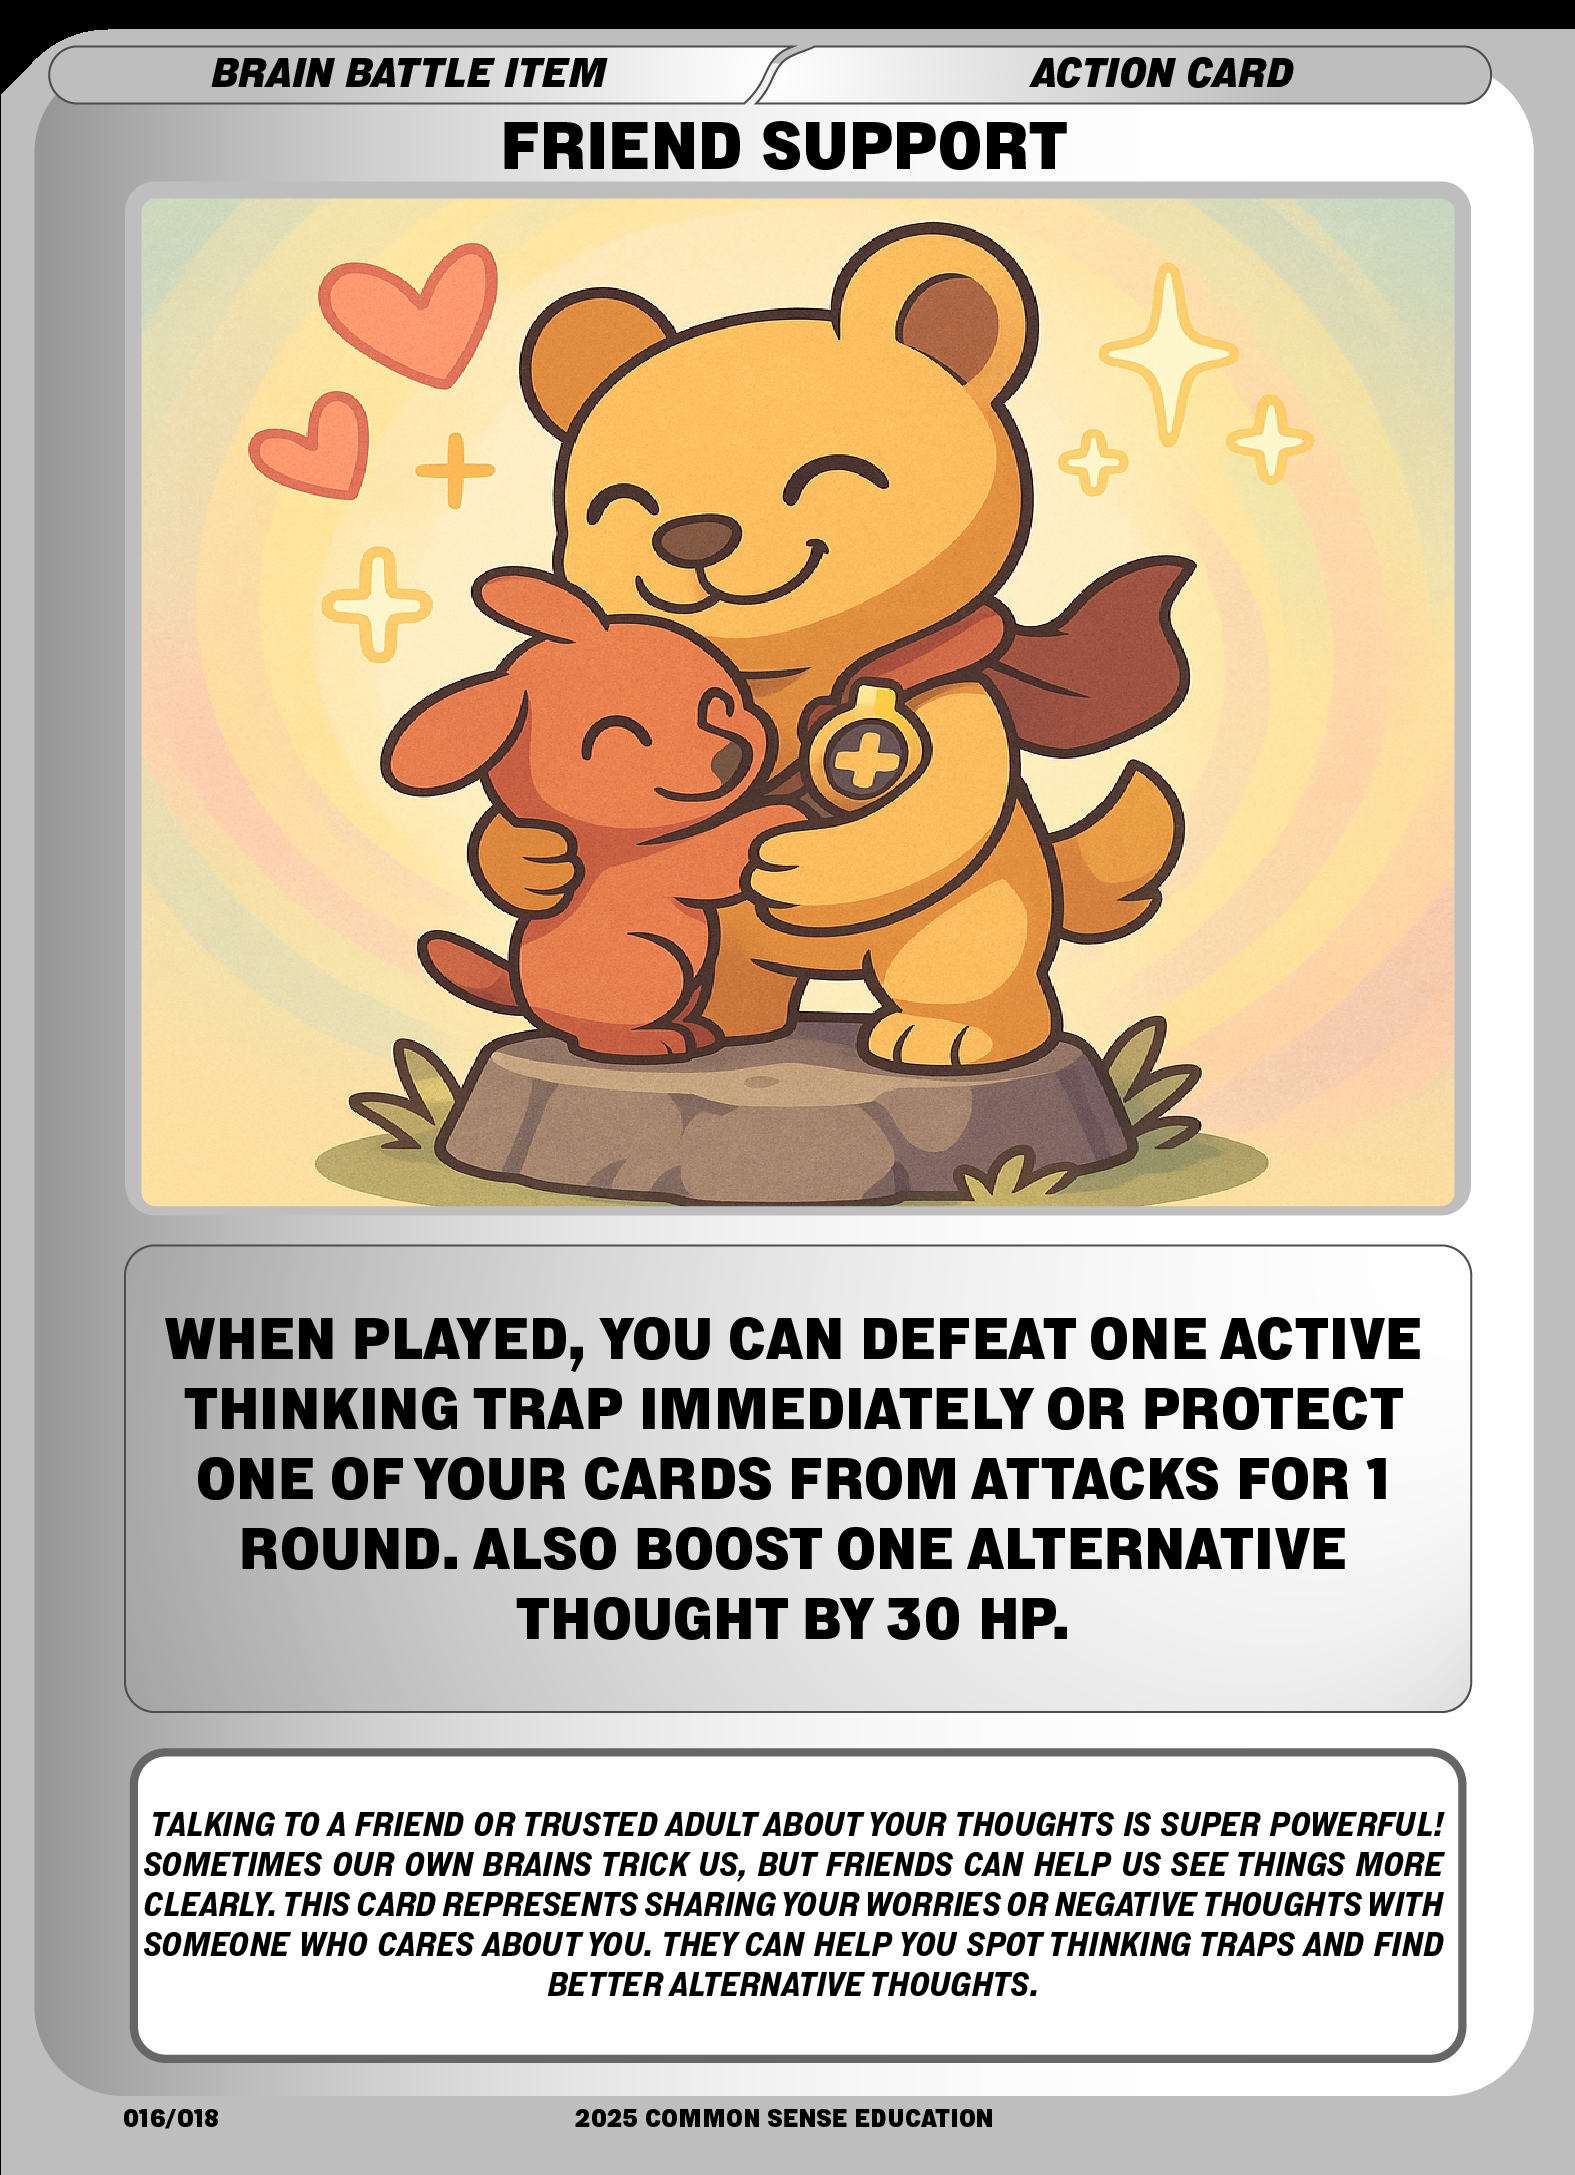 BRAIN BATTLE ITEM
ACTION CARD
FRIEND SUPPORT
WHEN PLAYED, YOU CAN DEFEAT ONE ACTIVE
THINKING TRAP IMMEDIATELY OR PROTECT
ONE OF YOUR CARDS FROM ATTACKS FOR 1
ROUND. ALSO BOOST ONE ALTERNATIVE
THOUGHT BY 30 HP.
TALKING TO A FRIEND OR TRUSTED ADULT ABOUT YOUR THOUGHTS IS SUPER POWERFUL!
SOMETIMES OUR OWN BRAINS TRICK US, BUT FRIENDS CAN HELP US SEE THINGS MORE
CLEARLY. THIS CARD REPRESENTS SHARING YOUR WORRIES OR NEGATIVE THOUGHTS WITH
SOMEONE WHO CARES ABOUT YOU. THEY CAN HELP YOU SPOT THINKING TRAPS AND FIND
BETTER ALTERNATIVE THOUGHTS.
016/018
2025 COMMON SENSE EDUCATION